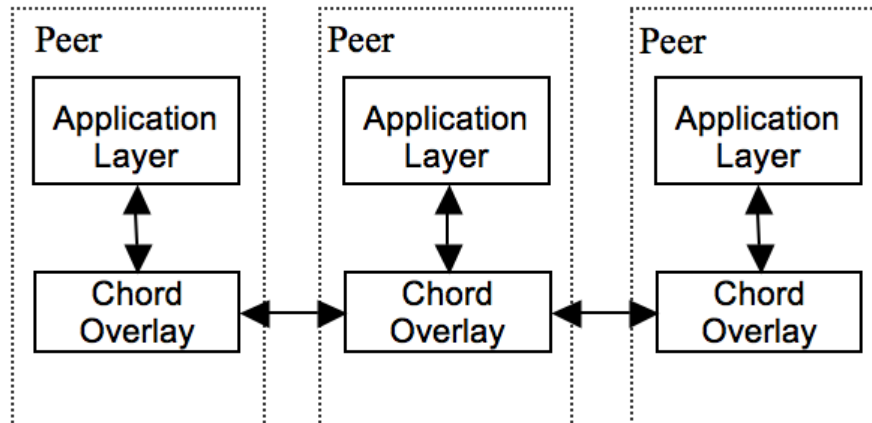 Peer
Peer
Peer
Application
Layer
Application
Layer
Application
Layer
Chord
Overlay
Chord
Overlay
Chord
Overlay